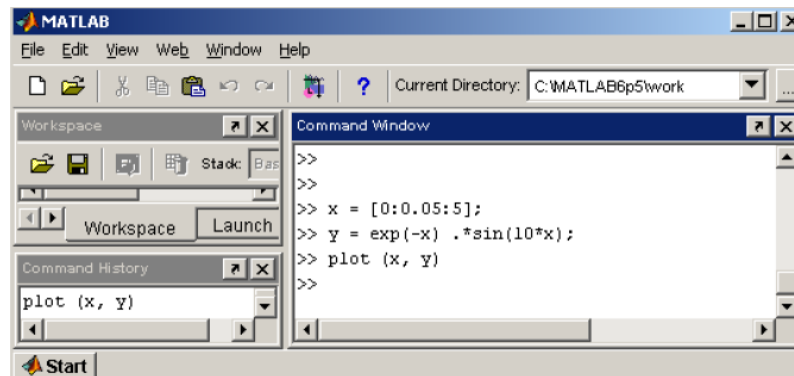 MATLAB
File Edit View Web Window Help
Current Directory: C:\MATLAB6p5\work ...
Workspace
Stack: Bas
Workspace Launch
Command History
plot (x, y)
Command Window
>>
>>
>> x = [0:0.05:5];
>> y = exp(-x) .*sin(10*x);
>> plot (x, y)
>>
Start